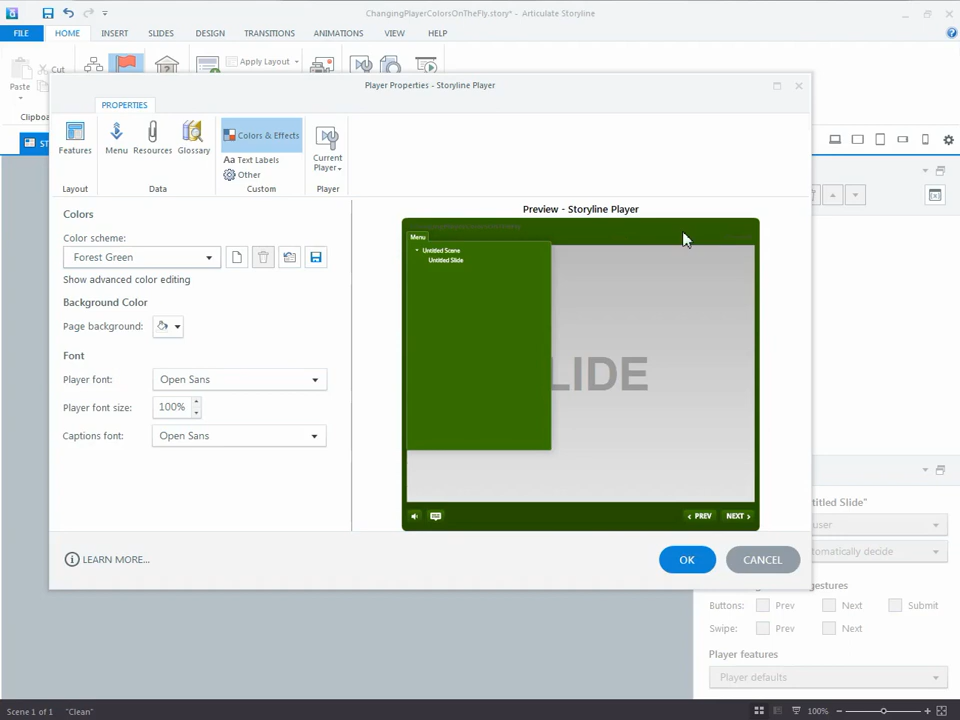 ChangingPlayerColorsOnTheFly.story* - Articulate Storyline
FILE HOME INSERT SLIDES DESIGN TRANSITIONS ANIMATIONS VIEW HELP
Paste Cut Apply Layout
Clipboa
Player Properties - Storyline Player
PROPERTIES
Features Menu Resources Glossary Colors & Effects Current Player
Aa Text Labels
Other
Layout Data Custom Player
ST
Colors
Color scheme:
Forest Green
Show advanced color editing
Background Color
Page background:
Font
Player font: Open Sans
Player font size: 100%
Captions font: Open Sans
Preview - Storyline Player
Menu
Untitled Scene
Untitled Slide
LIDE
PREV NEXT
LEARN MORE...
OK CANCEL
titled Slide"
user
tomatically decide
gestures
Buttons: Prev Next Submit
Swipe: Prev Next
Player features
Player defaults
Scene 1 of 1 "Clean" 100%